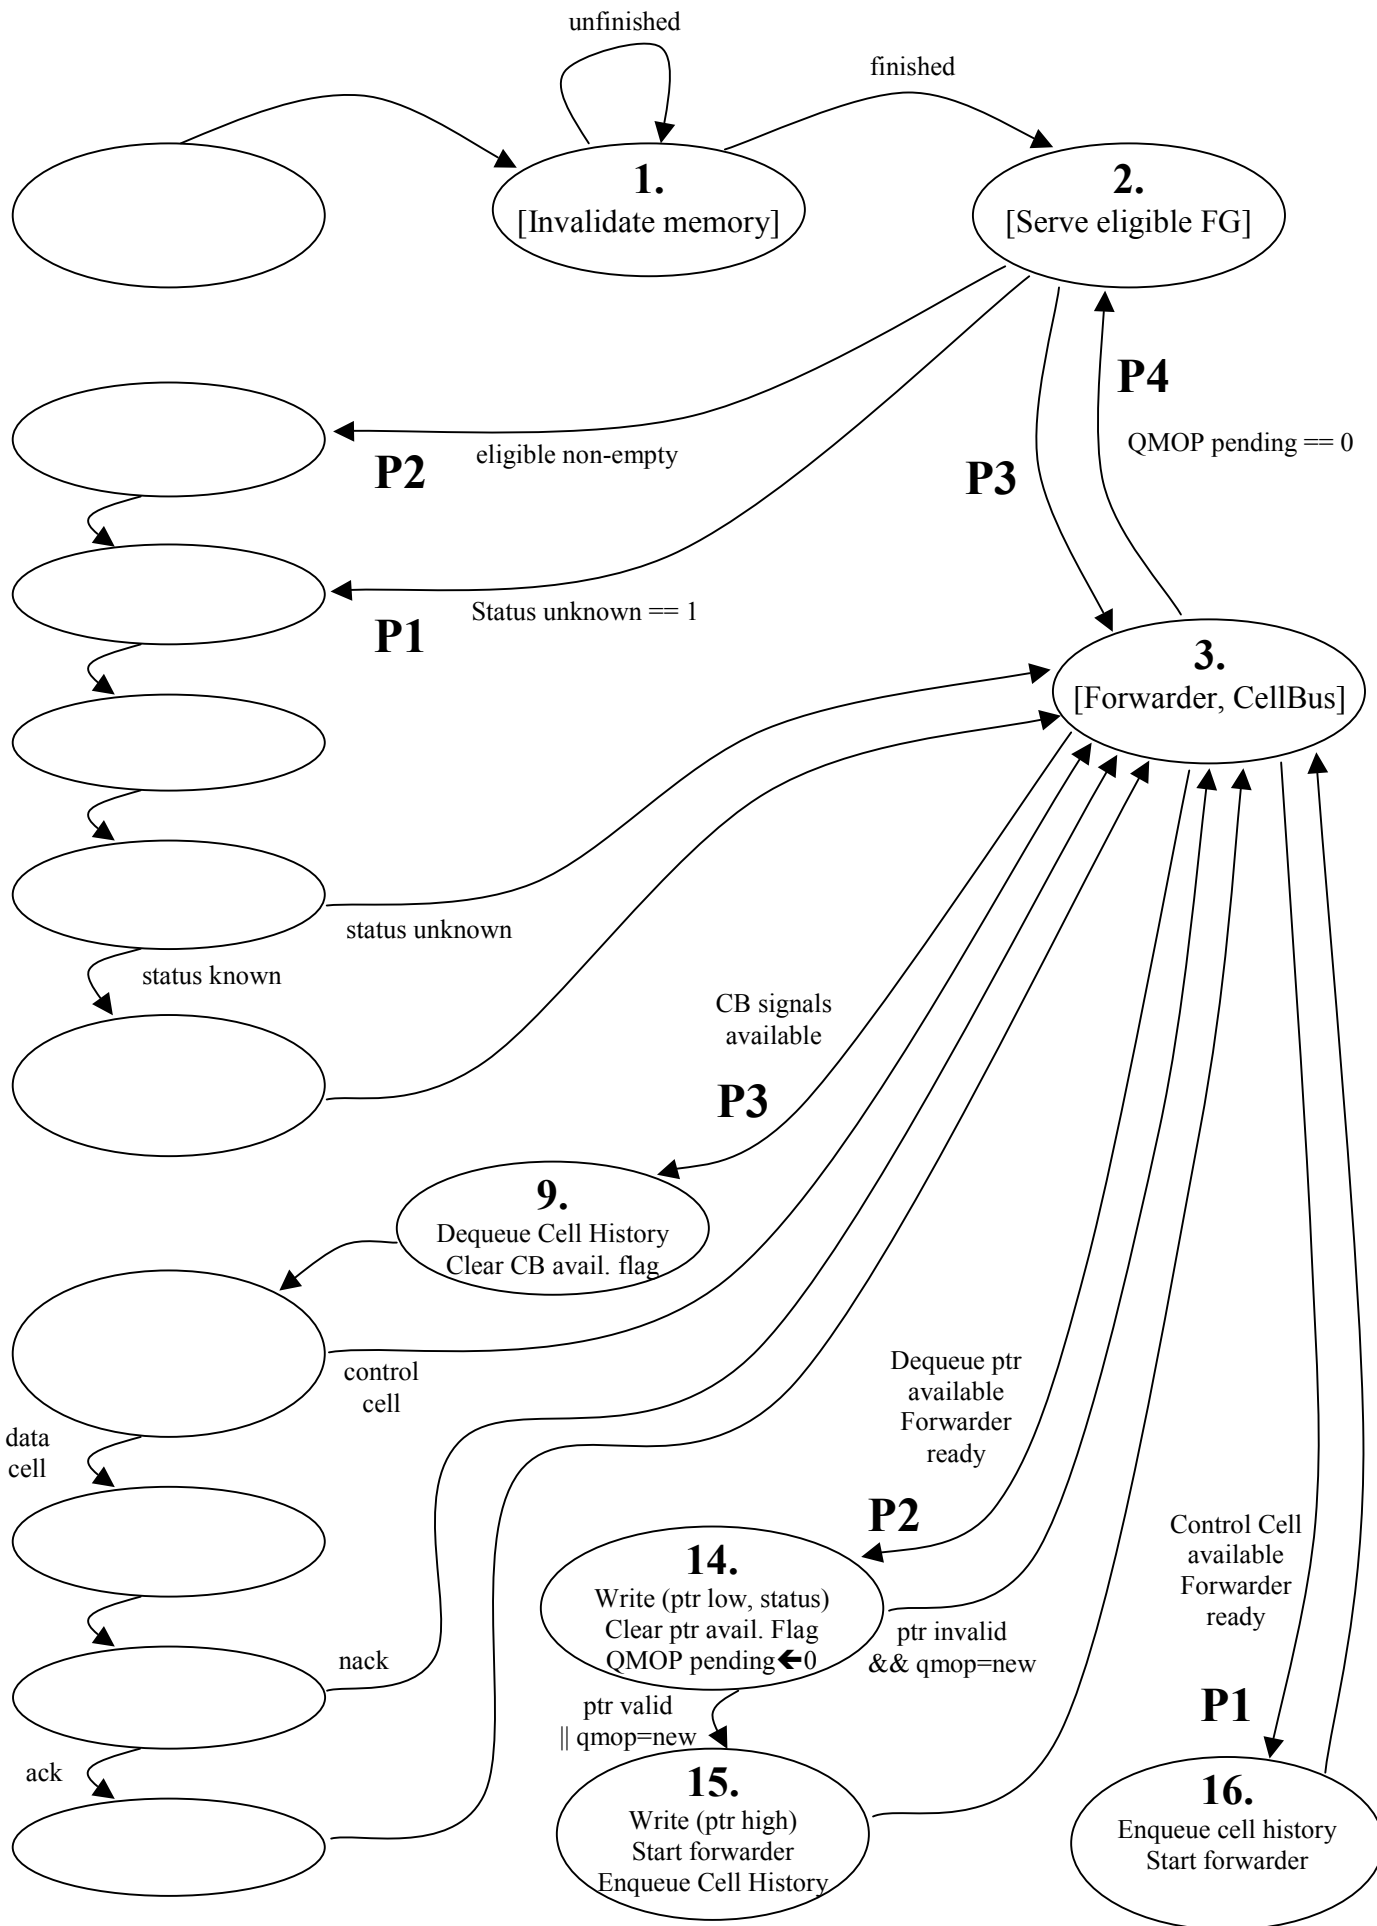 unfinished
finished
1.
[Invalidate memory]
2.
[Serve eligible FG]
P4
QMOP pending == 0
P3
eligible non-empty
P2
Status unknown == 1
P1
3.
[Forwarder, CellBus]
status unknown
status known
CB signals
available
P3
9.
Dequeue Cell History
Clear CB avail. flag
control
cell
data
cell
Dequeue ptr
available
Forwarder
ready
P2
Control Cell
available
Forwarder
ready
P1
14.
Write (ptr low, status)
Clear ptr avail. Flag
QMOP pending🡸0
ptr invalid
&& qmop=new
nack
ptr valid
|| qmop=new
ack
15.
Write (ptr high)
Start forwarder
Enqueue Cell History
16.
Enqueue cell history
Start forwarder